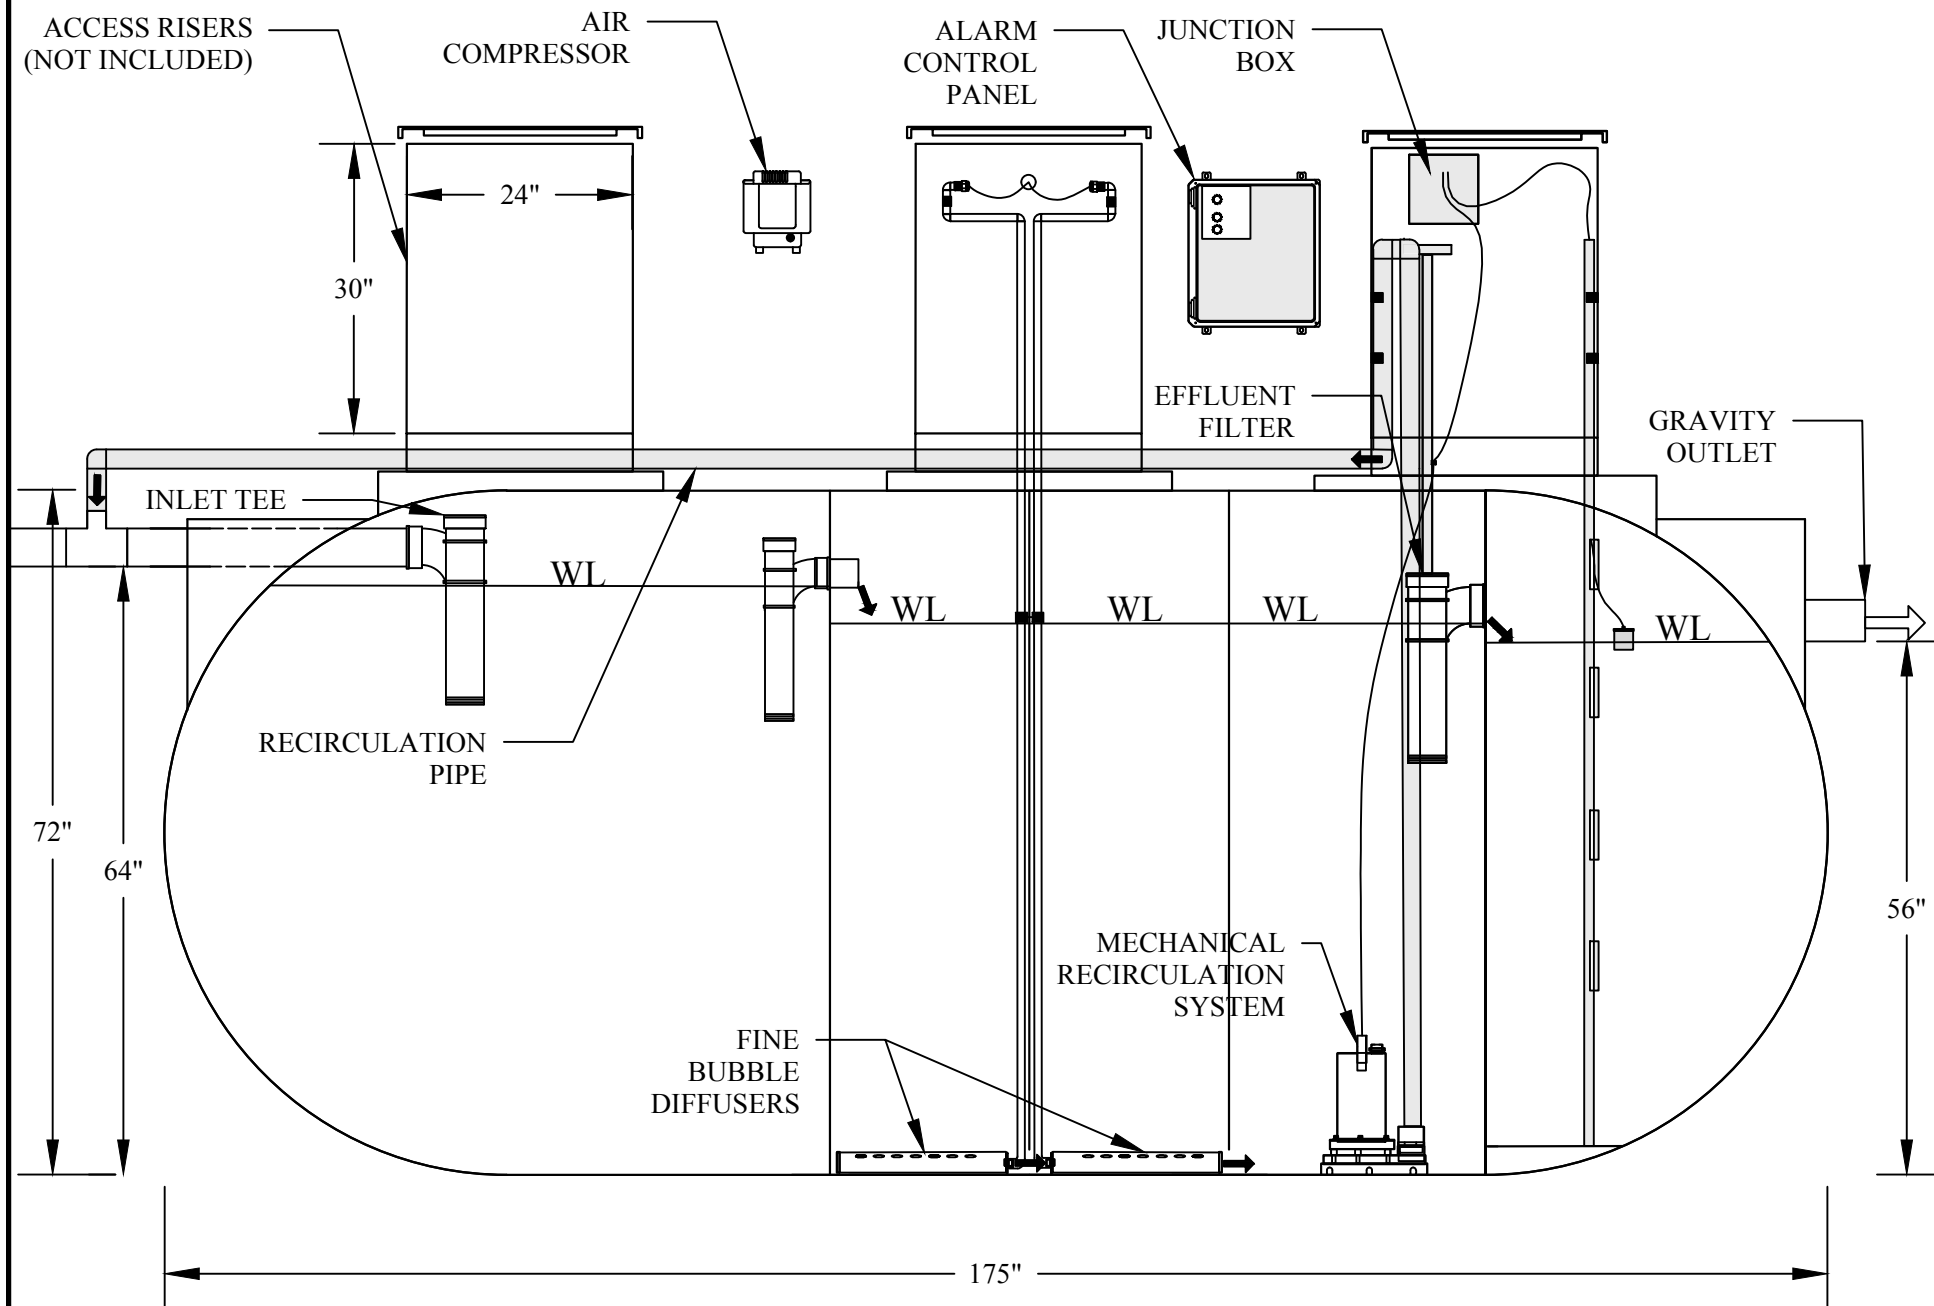 ACCESS RISERS
(NOT INCLUDED)
AIR
COMPRESSOR
ALARM
CONTROL
PANEL
JUNCTION
BOX
24"
30"
EFFLUENT
FILTER
GRAVITY
OUTLET
INLET TEE
WL
WL
WL
WL
WL
RECIRCULATION
PIPE
72"
64"
56"
MECHANICAL
RECIRCULATION
SYSTEM
FINE
BUBBLE
DIFFUSERS
175"